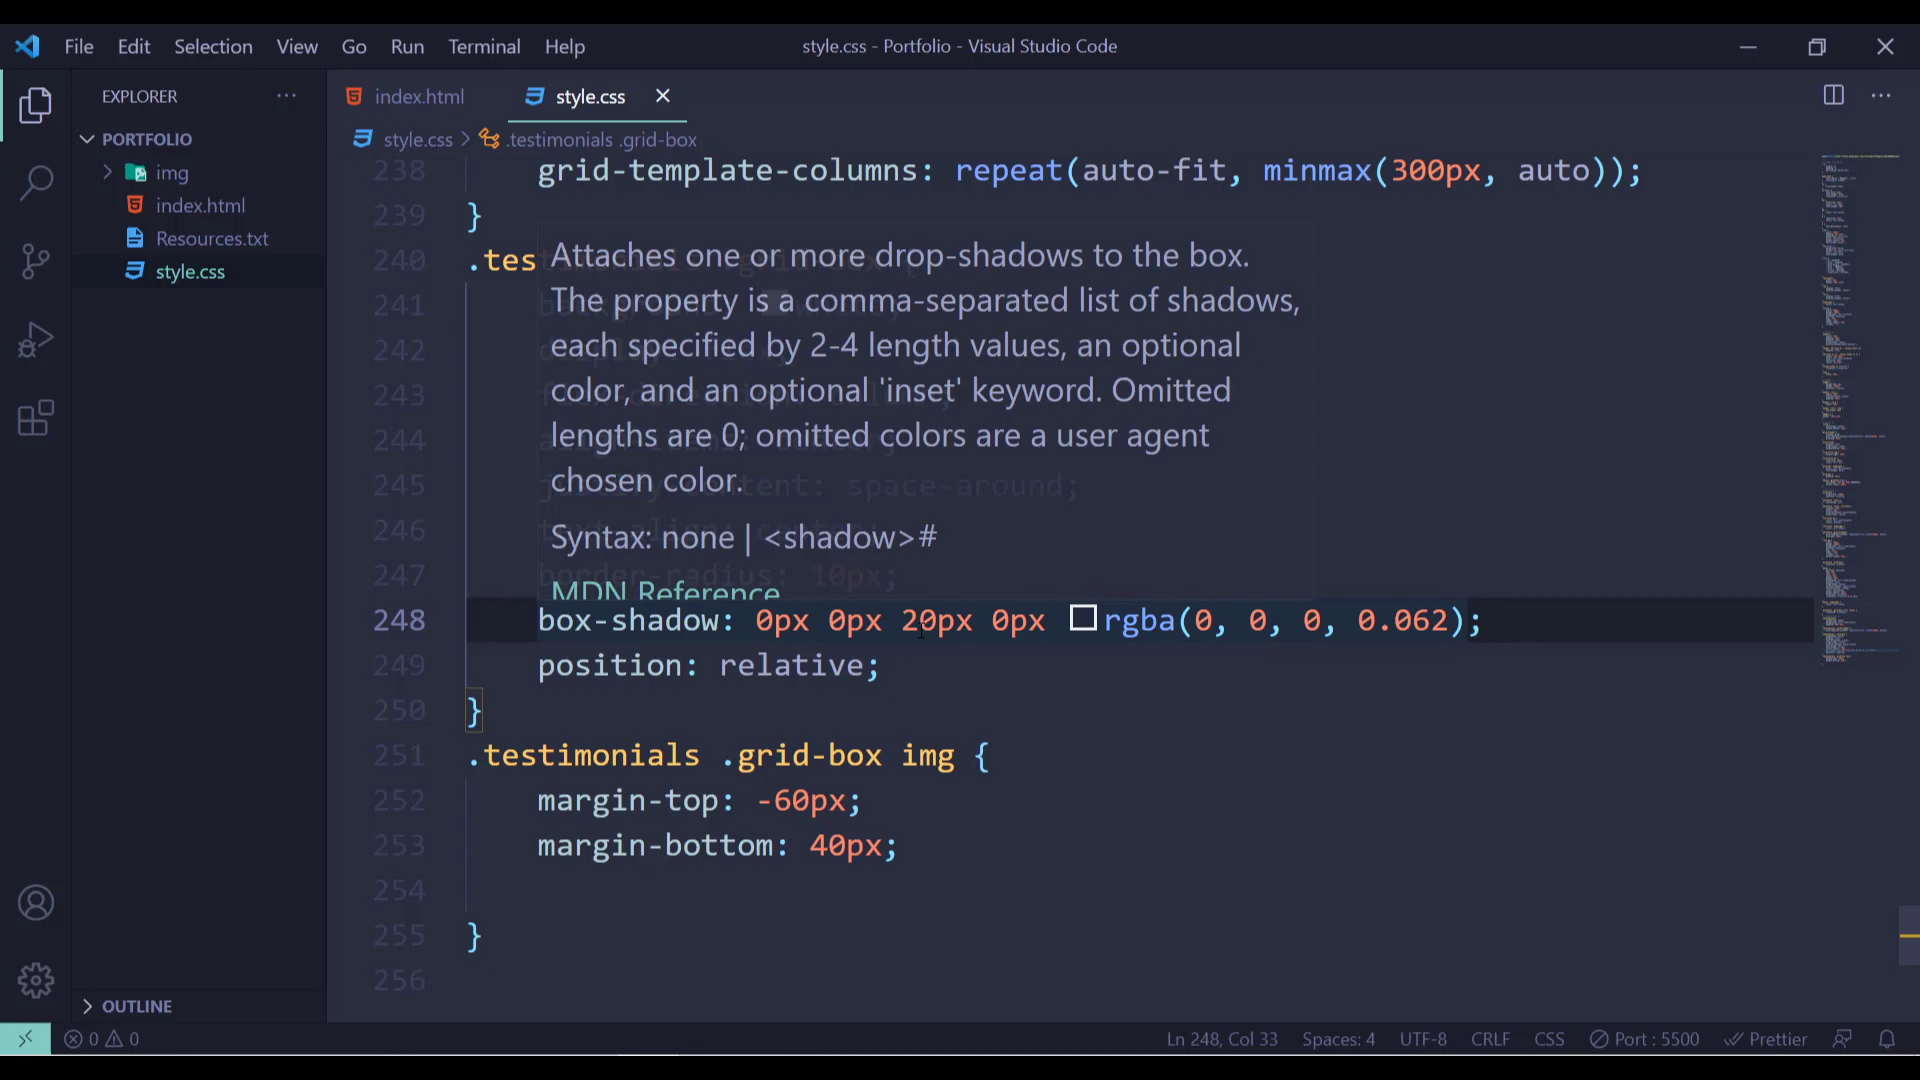 File Edit Selection View Go Run Terminal Help
style.css - Portfolio - Visual Studio Code
EXPLORER
PORTFOLIO
img
index.html
Resources.txt
style.css
OUTLINE
index.html
style.css
style.css > .testimonials .grid-box
238 grid-template-columns: repeat(auto-fit, minmax(300px, auto));
239 }
240 .tes
241
242
243
244
245 space-around;
246
247 border-radius: 10px;
Attaches one or more drop-shadows to the box.
The property is a comma-separated list of shadows,
each specified by 2-4 length values, an optional
color, and an optional 'inset' keyword. Omitted
lengths are 0; omitted colors are a user agent
chosen color.
Syntax: none | <shadow>#
MDN Reference
248 box-shadow: 0px 0px 20px 0px rgba(0, 0, 0, 0.062);
249 position: relative;
250 }
251 .testimonials .grid-box img {
252 margin-top: -60px;
253 margin-bottom: 40px;
254
255 }
256
0 0
Ln 248, Col 33 Spaces: 4 UTF-8 CRLF CSS Port : 5500 Prettier